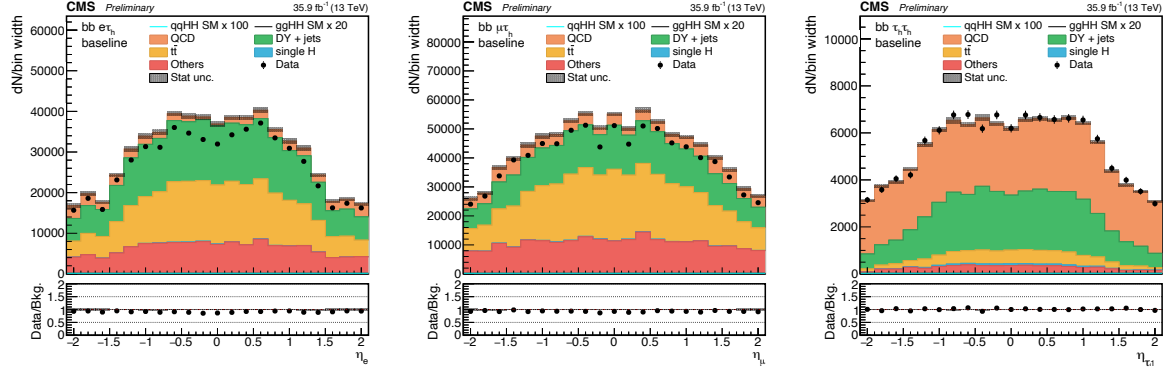 CMS Preliminary 35.9 fb⁻¹ (13 TeV)
bb eτh
baseline
qqHH SM x 100
ggHH SM x 20
QCD
DY + jets
tt̄
single H
Others
Data
Stat unc.
dN/bin width
60000
50000
40000
30000
20000
10000
0
Data/Bkg.
2
1.5
1
0.5
0
−2 −1.5 −1 −0.5 0 0.5 1 1.5 2
ηe
CMS Preliminary 35.9 fb⁻¹ (13 TeV)
bb μτh
baseline
qqHH SM x 100
ggHH SM x 20
QCD
DY + jets
tt̄
single H
Others
Data
Stat unc.
dN/bin width
80000
70000
60000
50000
40000
30000
20000
10000
0
Data/Bkg.
2
1.5
1
0.5
0
−2 −1.5 −1 −0.5 0 0.5 1 1.5 2
ημ
CMS Preliminary 35.9 fb⁻¹ (13 TeV)
bb τhτh
baseline
qqHH SM x 100
ggHH SM x 20
QCD
DY + jets
tt̄
single H
Others
Data
Stat unc.
dN/bin width
10000
8000
6000
4000
2000
0
Data/Bkg.
2
1.5
1
0.5
0
−2 −1.5 −1 −0.5 0 0.5 1 1.5 2